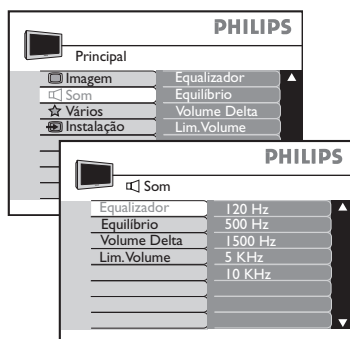 PHILIPS
Principal
Imagem Equalizador
Som Equilíbrio
Vários Volume Delta
Instalação Lim. Volume
PHILIPS
Som
Equalizador 120 Hz
Equilíbrio 500 Hz
Volume Delta 1500 Hz
Lim. Volume 5 KHz
10 KHz